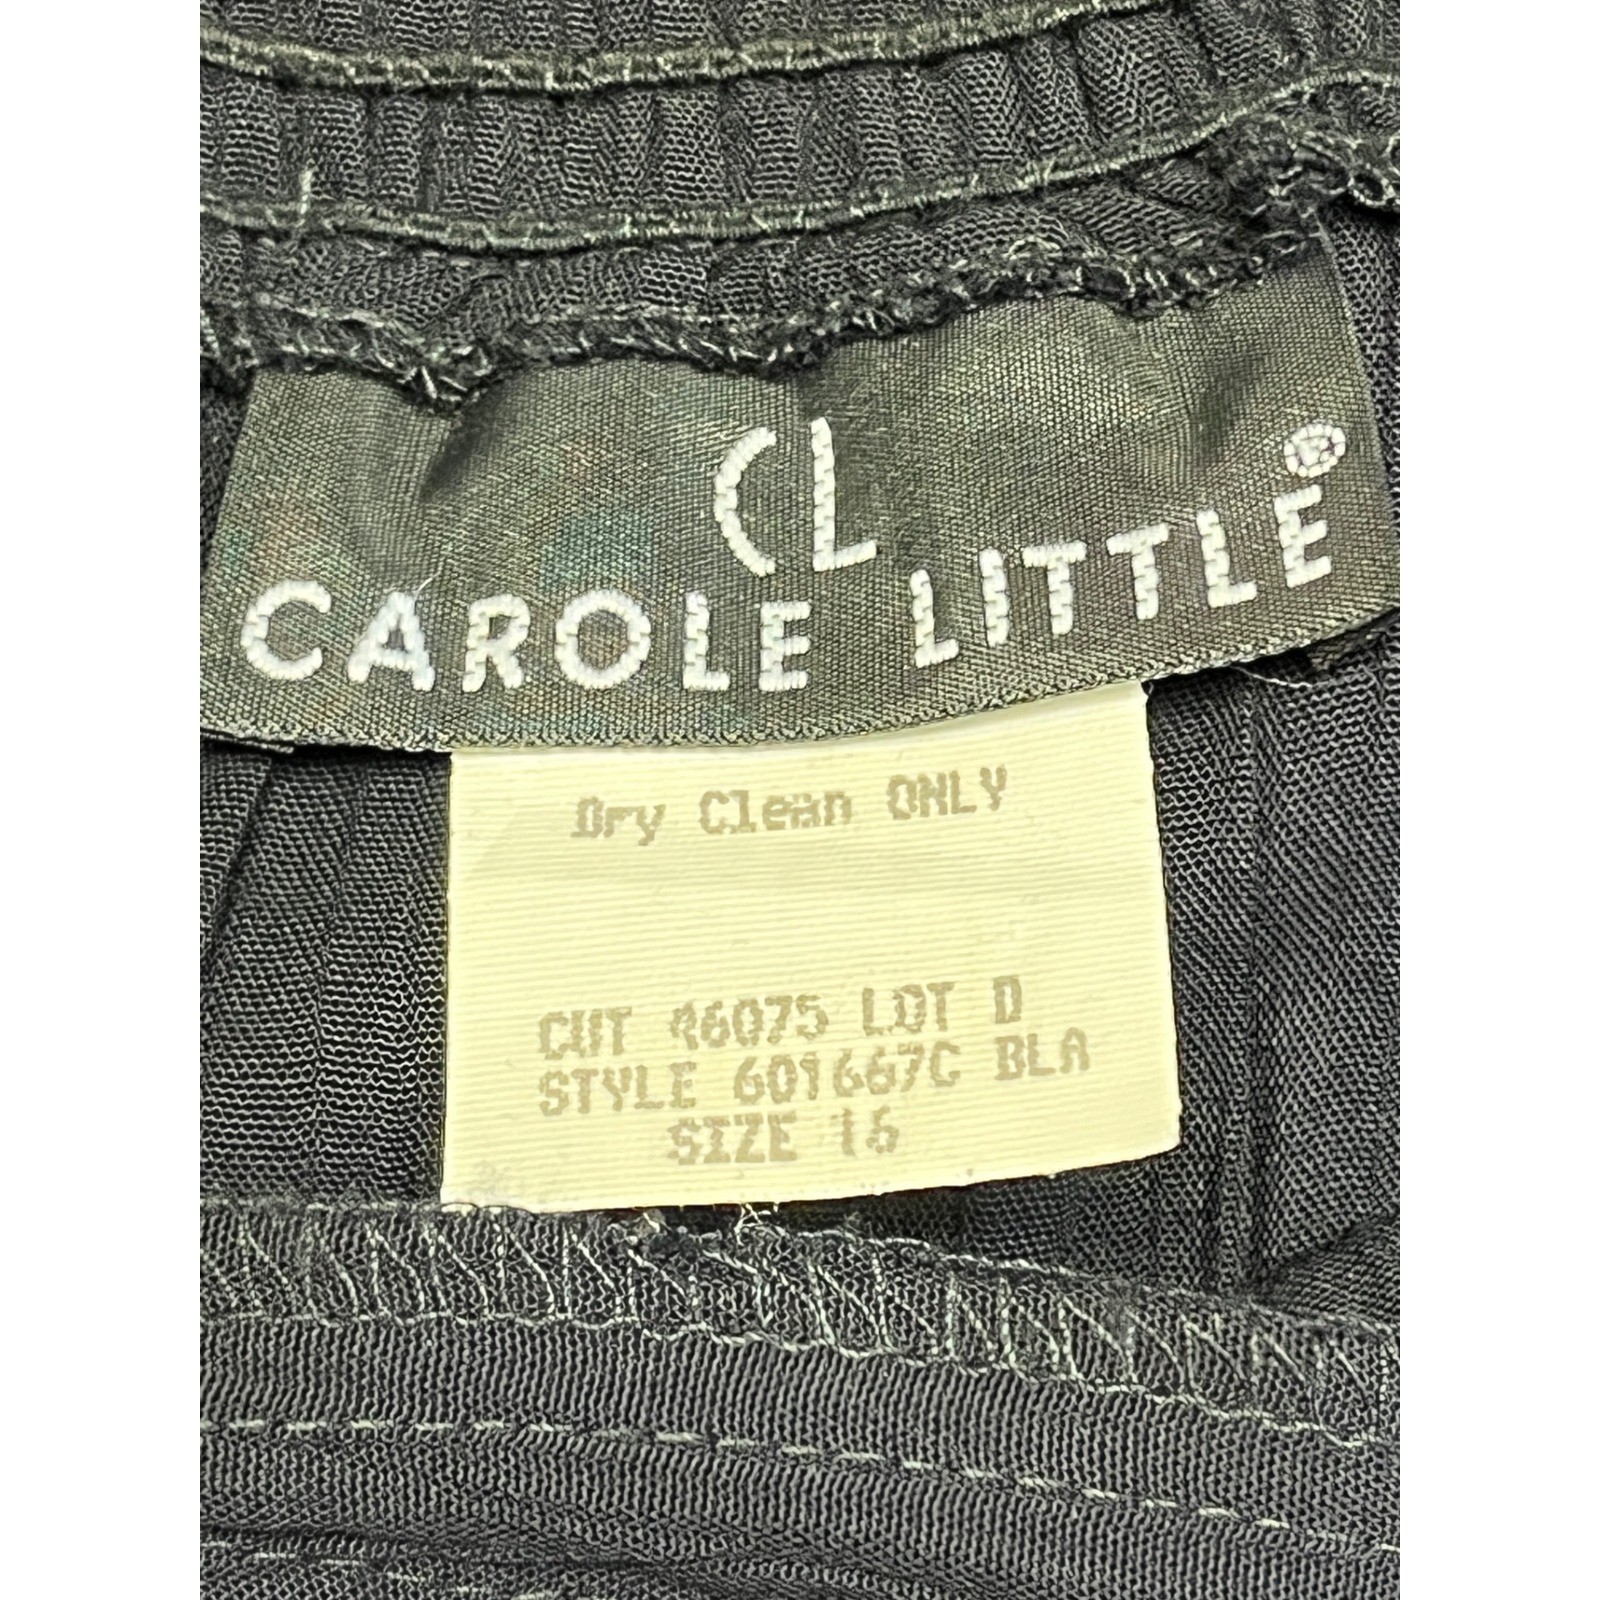 CL
CAROLE LITTLE®
Dry Clean ONLY
CUT 46075 LOT D
STYLE 601667C BLA
SIZE 16